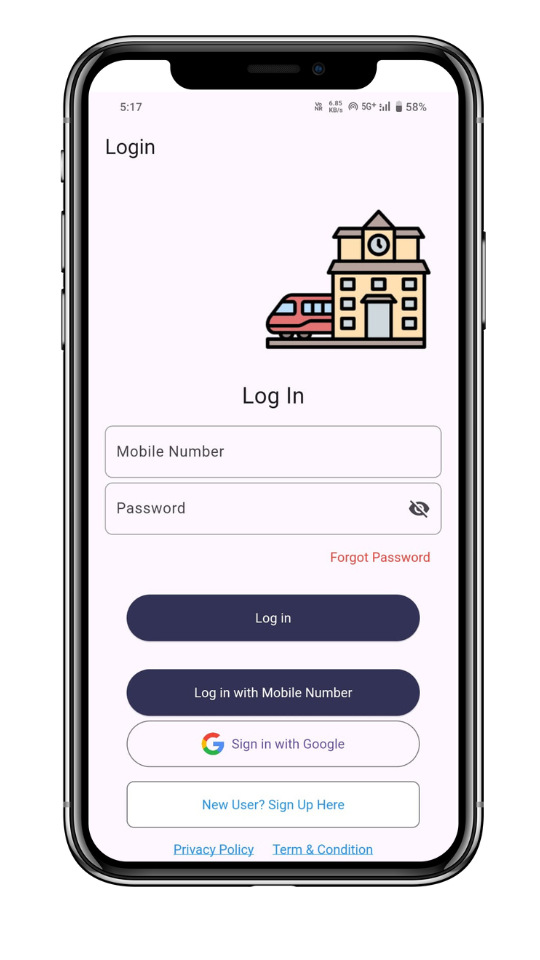 5:17 Vo NR 6.85 KB/s 5G+ 58%
Login
Log In
Mobile Number
Password
Forgot Password
Log in
Log in with Mobile Number
Sign in with Google
New User? Sign Up Here
Privacy Policy Term & Condition